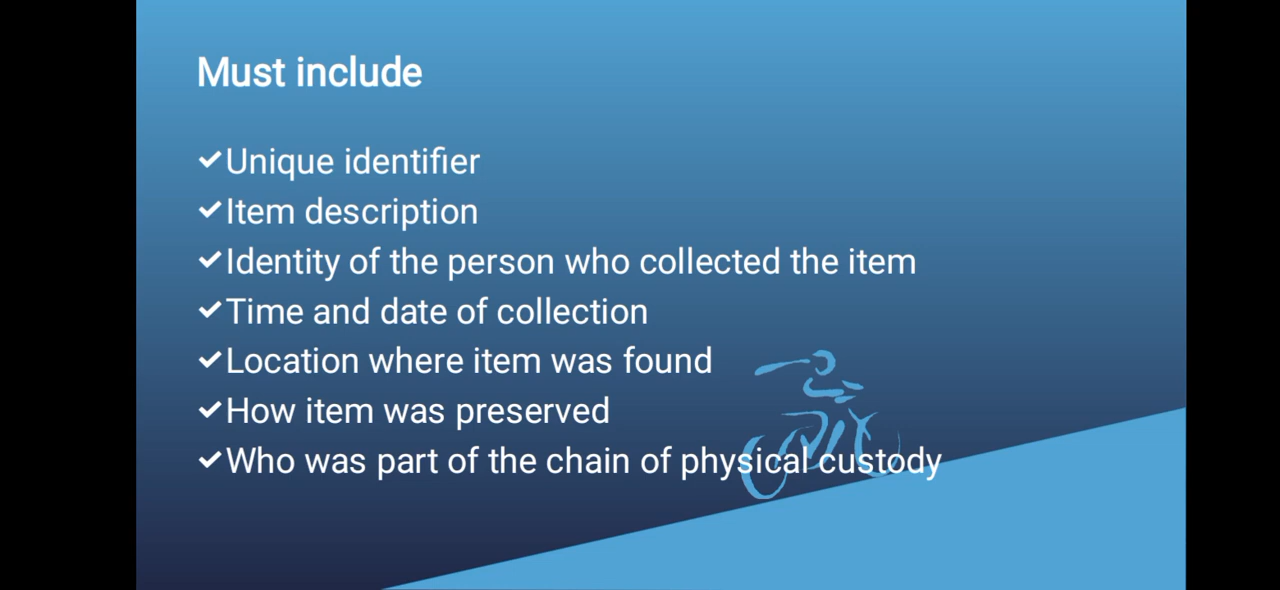 Must include
✓Unique identifier
✓Item description
✓Identity of the person who collected the item
✓Time and date of collection
✓Location where item was found
✓How item was preserved
✓Who was part of the chain of physical custody